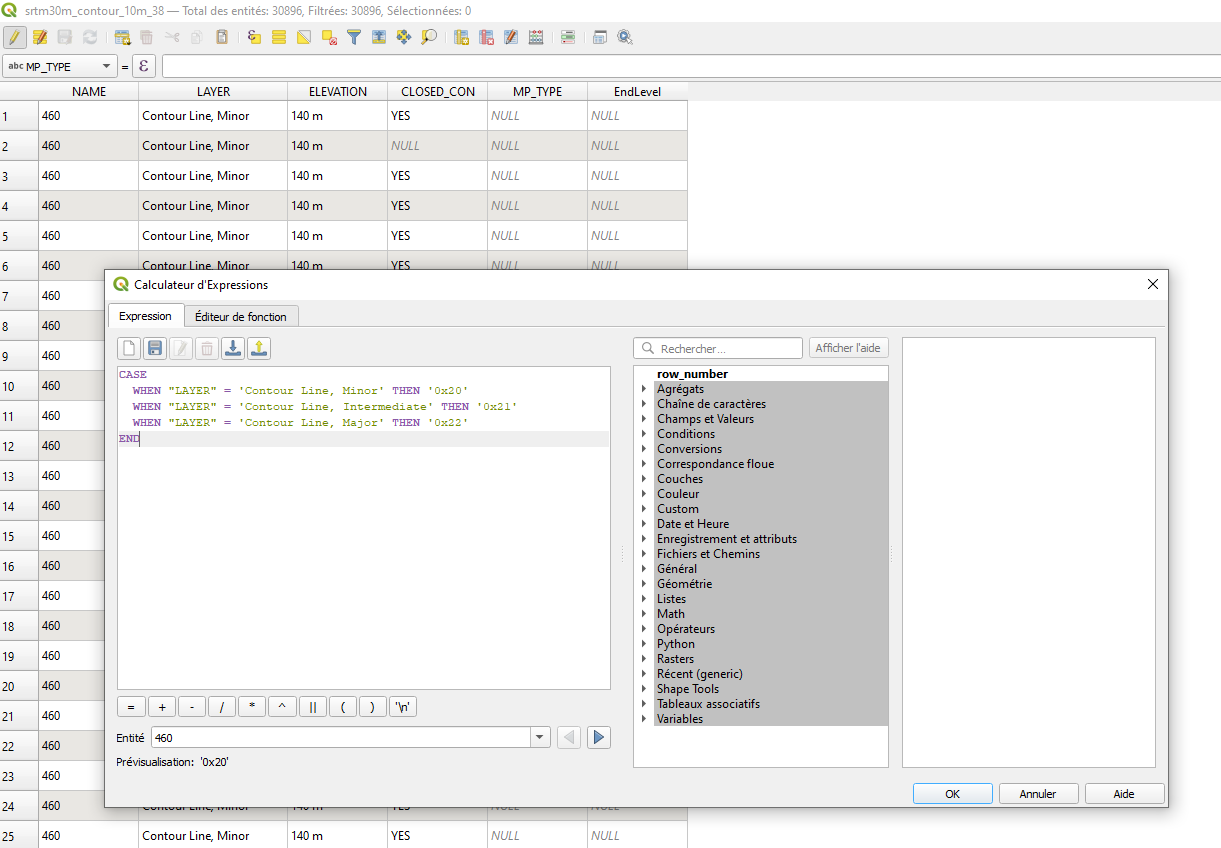 srtm30m_contour_10m_38 — Total des entités: 30896, Filtrées: 30896, Sélectionnées: 0
abc MP_TYPE = ε
NAME LAYER ELEVATION CLOSED_CON MP_TYPE EndLevel
1 460 Contour Line, Minor 140 m YES NULL NULL
2 460 Contour Line, Minor 140 m NULL NULL NULL
3 460 Contour Line, Minor 140 m YES NULL NULL
4 460 Contour Line, Minor 140 m YES NULL NULL
5 460 Contour Line, Minor 140 m YES NULL NULL
6 460 Contour Line, Minor 140 m YES NULL NULL
7 460
8 460
9 460
10 460
11 460
12 460
13 460
14 460
15 460
16 460
17 460
18 460
19 460
20 460
21 460
22 460
23 460
24 460 Contour Line, Minor 140 m YES NULL NULL
25 460 Contour Line, Minor 140 m YES NULL NULL
Calculateur d'Expressions
Expression Éditeur de fonction
CASE
WHEN "LAYER" = 'Contour Line, Minor' THEN '0x20'
WHEN "LAYER" = 'Contour Line, Intermediate' THEN '0x21'
WHEN "LAYER" = 'Contour Line, Major' THEN '0x22'
END
= + - / * ^ || ( ) '\n'
Entité 460
Prévisualisation: '0x20'
Rechercher... Afficher l'aide
row_number
Agrégats
Chaîne de caractères
Champs et Valeurs
Conditions
Conversions
Correspondance floue
Couches
Couleur
Custom
Date et Heure
Enregistrement et attributs
Fichiers et Chemins
Général
Géométrie
Listes
Math
Opérateurs
Python
Rasters
Récent (generic)
Shape Tools
Tableaux associatifs
Variables
OK Annuler Aide